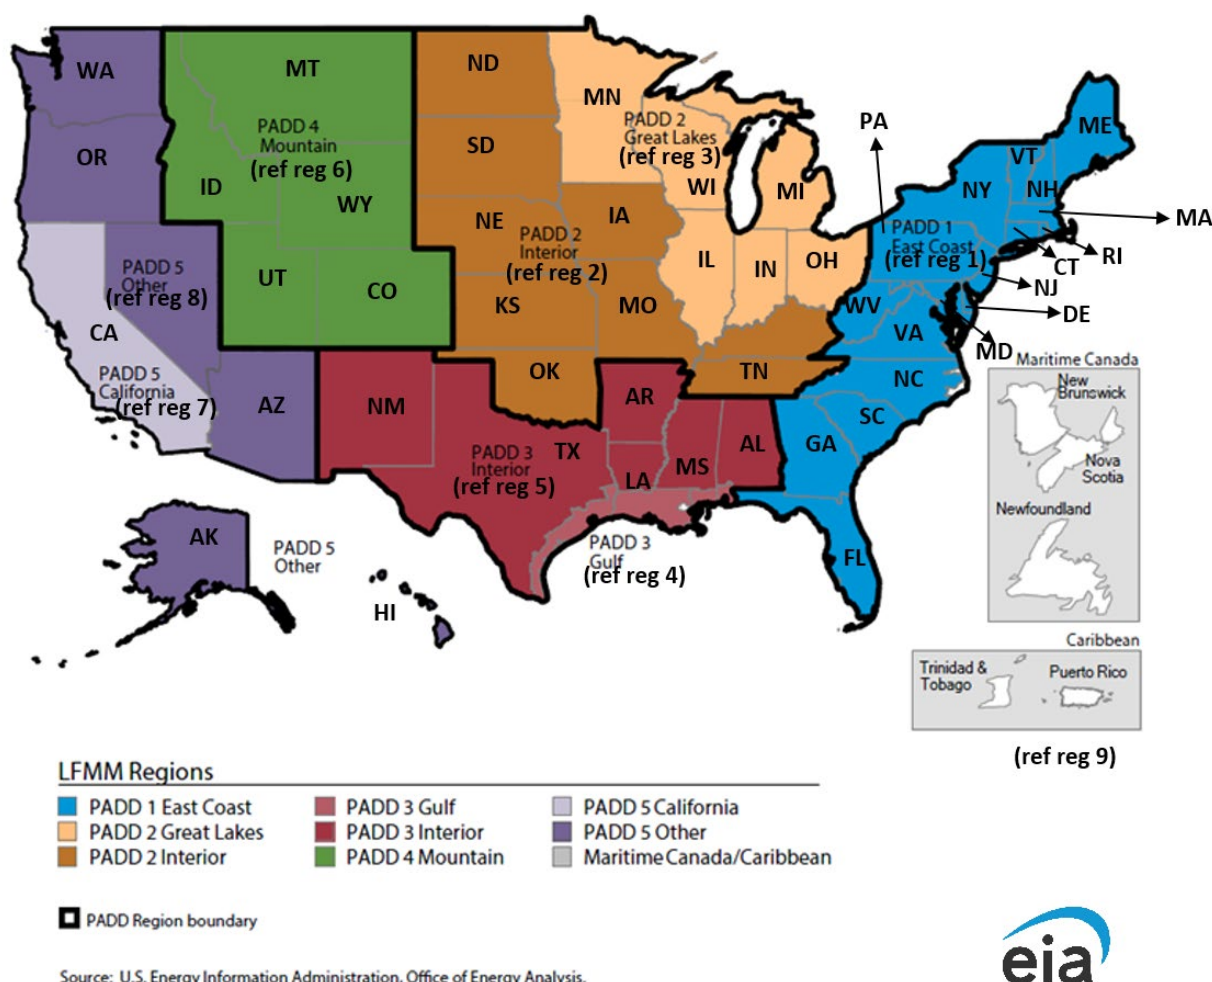 WA
MT
ND
MN
ME
PA
OR
PADD 4
Mountain
(ref reg 6)
ID
WY
SD
PADD 2
Great Lakes
(ref reg 3)
WI
MI
VT
NH
NY
MA
NE
IA
PADD 2
Interior
(ref reg 2)
PADD 1
East Coast
(ref reg 1)
CT
RI
NJ
DE
MD
IL
IN
OH
WV
VA
PADD 5
Other
(ref reg 8)
UT
CO
KS
MO
CA
PADD 5
California
(ref reg 7)
AZ
NM
OK
TN
NC
AR
SC
TX
PADD 3
Interior
(ref reg 5)
LA
MS
AL
GA
FL
PADD 3
Gulf
(ref reg 4)
AK
PADD 5
Other
HI
Maritime Canada
New
Brunswick
Nova
Scotia
Newfoundland
Caribbean
Trinidad &
Tobago
Puerto Rico
(ref reg 9)
LFMM Regions
PADD 1 East Coast
PADD 2 Great Lakes
PADD 2 Interior
PADD 3 Gulf
PADD 3 Interior
PADD 4 Mountain
PADD 5 California
PADD 5 Other
Maritime Canada/Caribbean
PADD Region boundary
Source: U.S. Energy Information Administration, Office of Energy Analysis.
eia